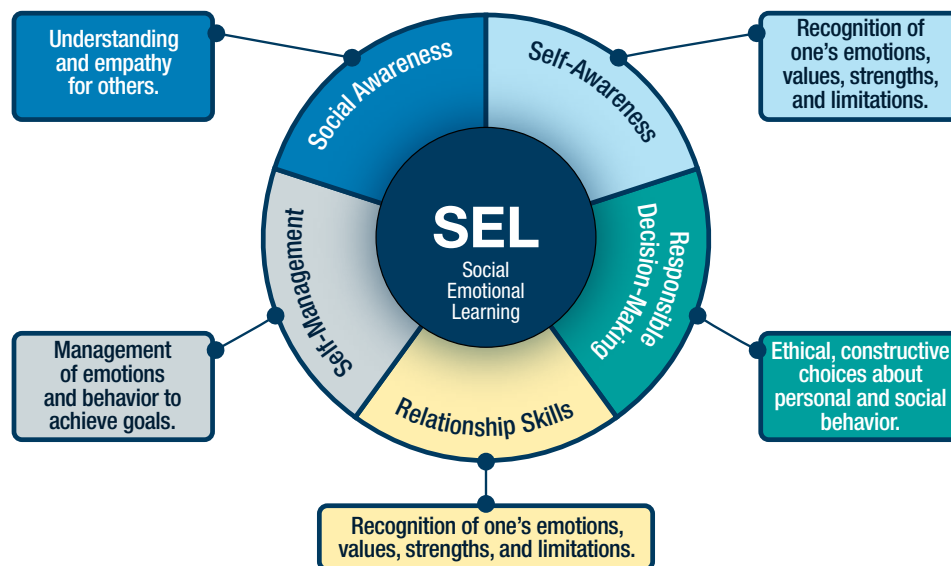 Understanding
and empathy
for others.
Social Awareness
Self-Awareness
Recognition of
one’s emotions,
values, strengths,
and limitations.
SEL
Social
Emotional
Learning
Self-Management
Responsible
Decision-Making
Relationship Skills
Management
of emotions
and behavior to
achieve goals.
Ethical, constructive
choices about
personal and social
behavior.
Recognition of one’s emotions,
values, strengths, and limitations.